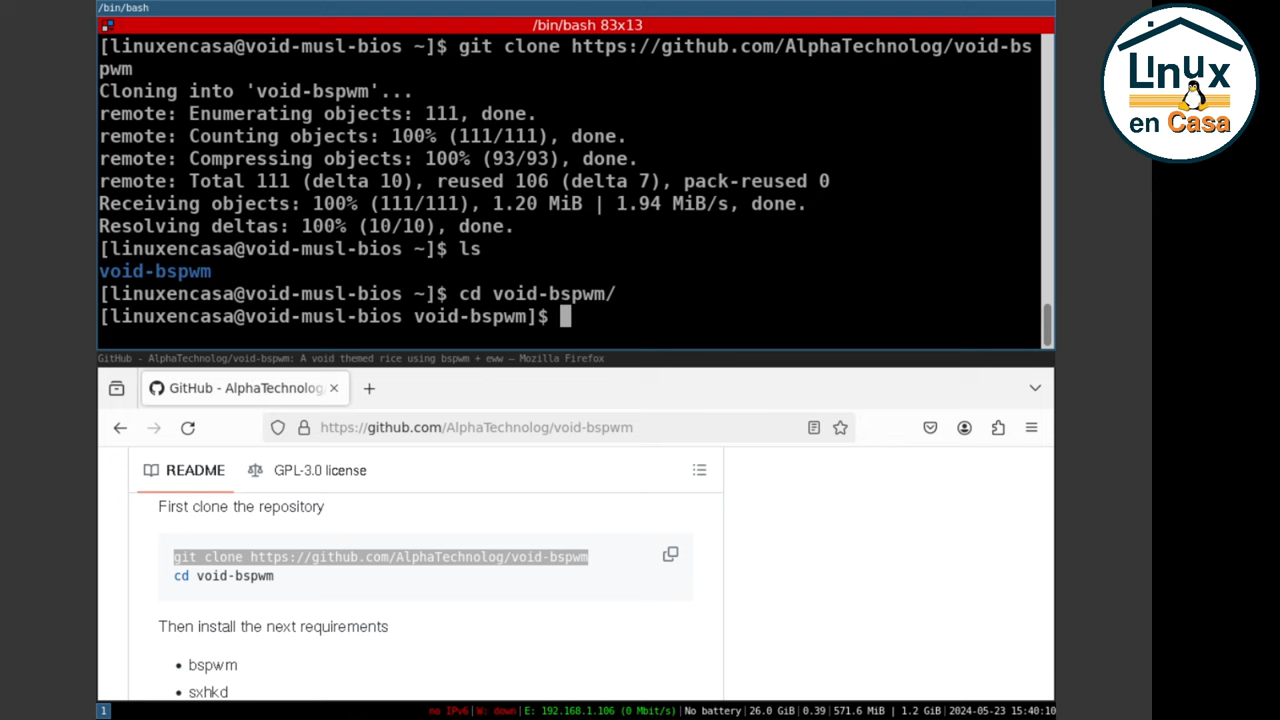 /bin/bash
/bin/bash 83x13
[linuxencasa@void-musl-bios ~]$ git clone https://github.com/AlphaTechnolog/void-bs
pwm
Cloning into 'void-bspwm'...
remote: Enumerating objects: 111, done.
remote: Counting objects: 100% (111/111), done.
remote: Compressing objects: 100% (93/93), done.
remote: Total 111 (delta 10), reused 106 (delta 7), pack-reused 0
Receiving objects: 100% (111/111), 1.20 MiB | 1.94 MiB/s, done.
Resolving deltas: 100% (10/10), done.
[linuxencasa@void-musl-bios ~]$ ls
void-bspwm
[linuxencasa@void-musl-bios ~]$ cd void-bspwm/
[linuxencasa@void-musl-bios void-bspwm]$
Linux
en Casa
GitHub - AlphaTechnolog/void-bspwm: A void themed rice using bspwm + eww — Mozilla Firefox
GitHub - AlphaTechnolog
https://github.com/AlphaTechnolog/void-bspwm
README
GPL-3.0 license
First clone the repository
git clone https://github.com/AlphaTechnolog/void-bspwm
cd void-bspwm
Then install the next requirements
• bspwm
• sxhkd
1
no IPv6|W: down|E: 192.168.1.106 (0 Mbit/s)|No battery|26.0 GiB|0.39|571.6 MiB | 1.2 GiB|2024-05-23 15:40:10